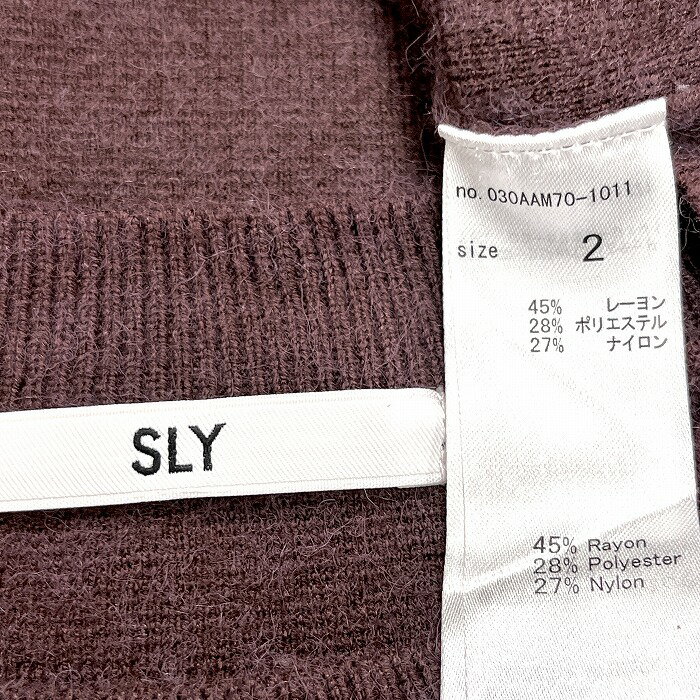 SLY
no. 030AAM70-1011
size 2
45% レーヨン
28% ポリエステル
27% ナイロン
45% Rayon
28% Polyester
27% Nylon